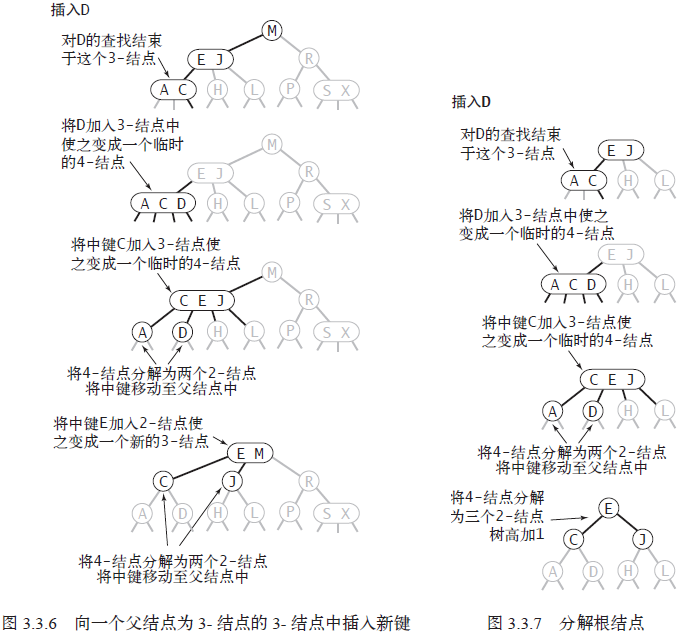 插入D
对D的查找结束
于这个3-结点
M
E J
R
A C
H
L
P
S X
将D加入3-结点中
使之变成一个临时
的4-结点
M
E J
R
A C D
H
L
P
S X
将中键C加入3-结点使
之变成一个临时的4-结点
M
C E J
R
A
D
H
L
P
S X
将4-结点分解为两个2-结点
将中键移动至父结点中
将中键E加入2-结点使
之变成一个新的3-结点
E M
C
J
R
A
D
H
L
P
S X
将4-结点分解为两个2-结点
将中键移动至父结点中
图 3.3.6 向一个父结点为 3- 结点的 3- 结点中插入新键
插入D
对D的查找结束
于这个3-结点
E J
A C
H
L
将D加入3-结点中使之
变成一个临时的4-结点
E J
A C D
H
L
将中键C加入3-结点使
之变成一个临时的4-结点
C E J
A
D
H
L
将4-结点分解为两个2-结点
将中键移动至父结点中
将4-结点分解
为三个2-结点
树高加1
E
C
J
A
D
H
L
图 3.3.7 分解根结点